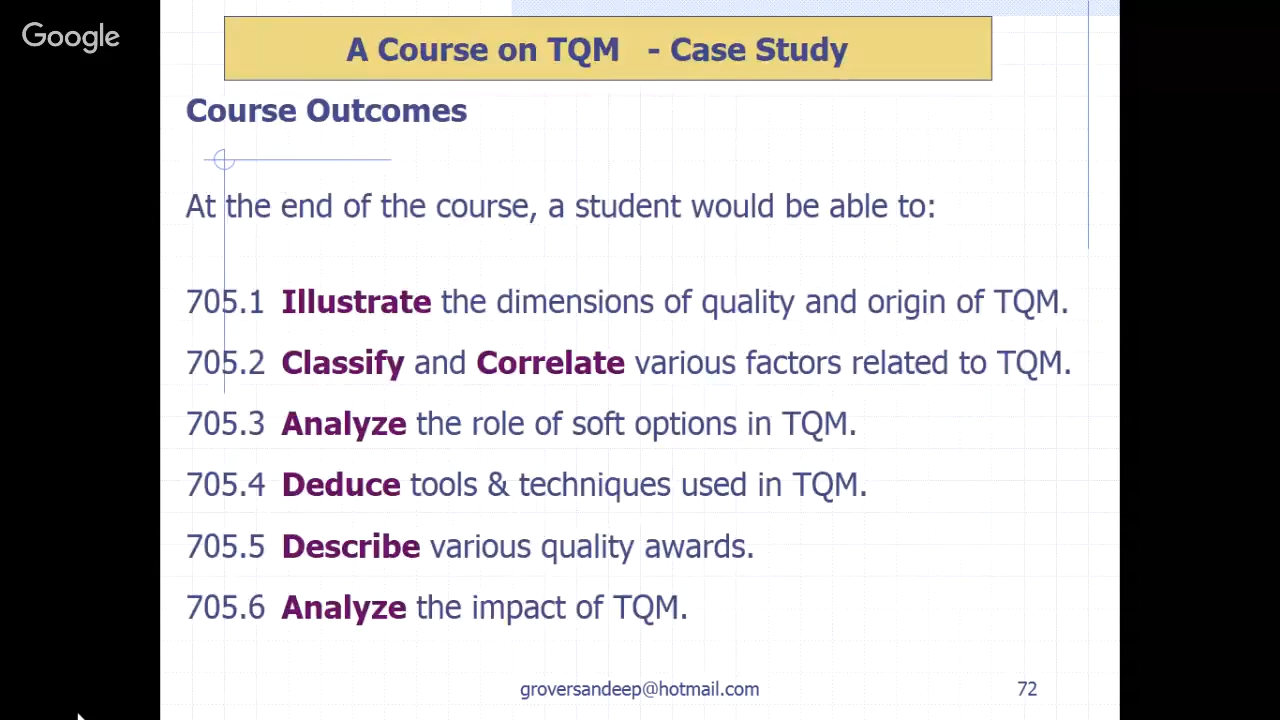 Google
A Course on TQM - Case Study
Course Outcomes
At the end of the course, a student would be able to:
705.1 Illustrate the dimensions of quality and origin of TQM.
705.2 Classify and Correlate various factors related to TQM.
705.3 Analyze the role of soft options in TQM.
705.4 Deduce tools & techniques used in TQM.
705.5 Describe various quality awards.
705.6 Analyze the impact of TQM.
groversandeep@hotmail.com 72